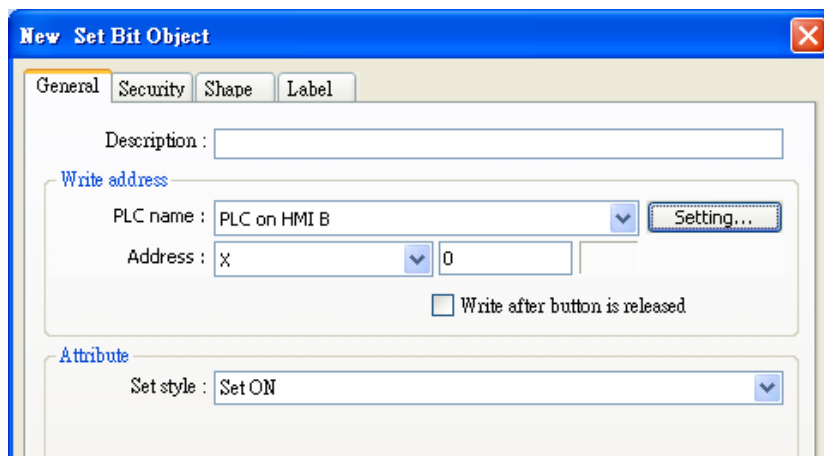 New Set Bit Object
General Security Shape Label
Description :
Write address
PLC name : PLC on HMI B Setting...
Address : X 0
Write after button is released
Attribute
Set style : Set ON